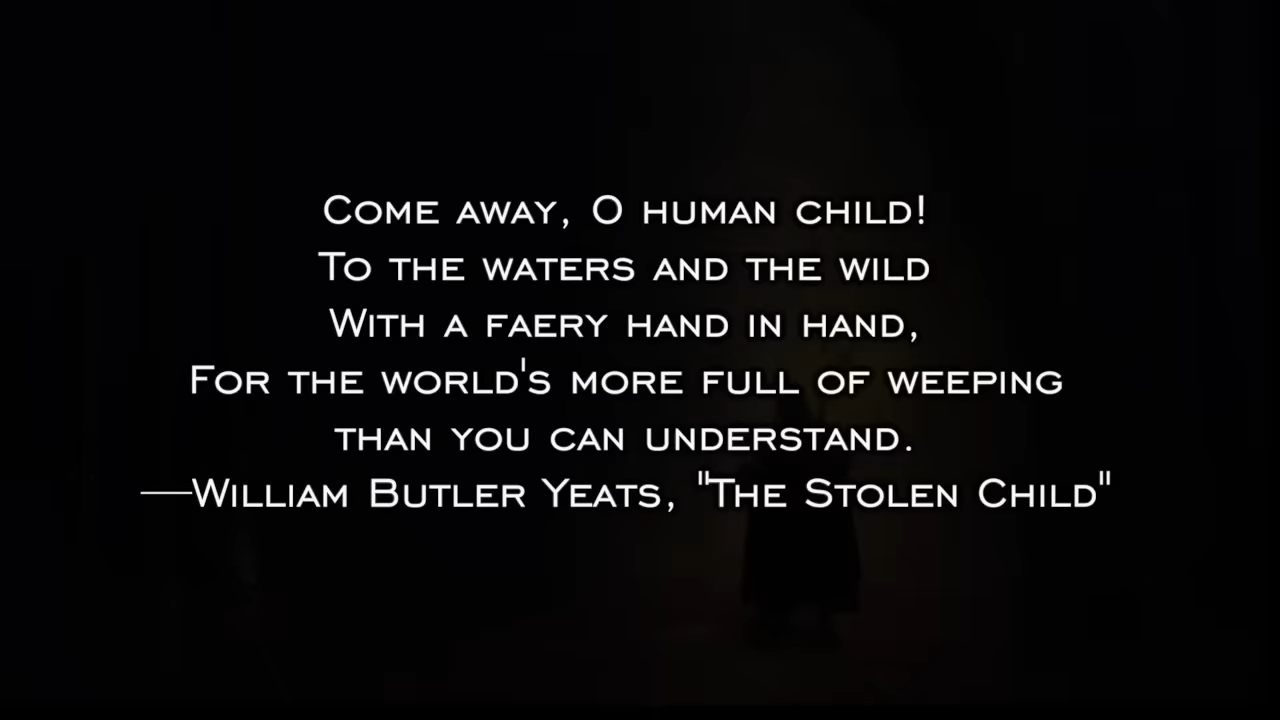 Come away, O human child!
To the waters and the wild
With a faery hand in hand,
For the world's more full of weeping
than you can understand.
—William Butler Yeats, "The Stolen Child"